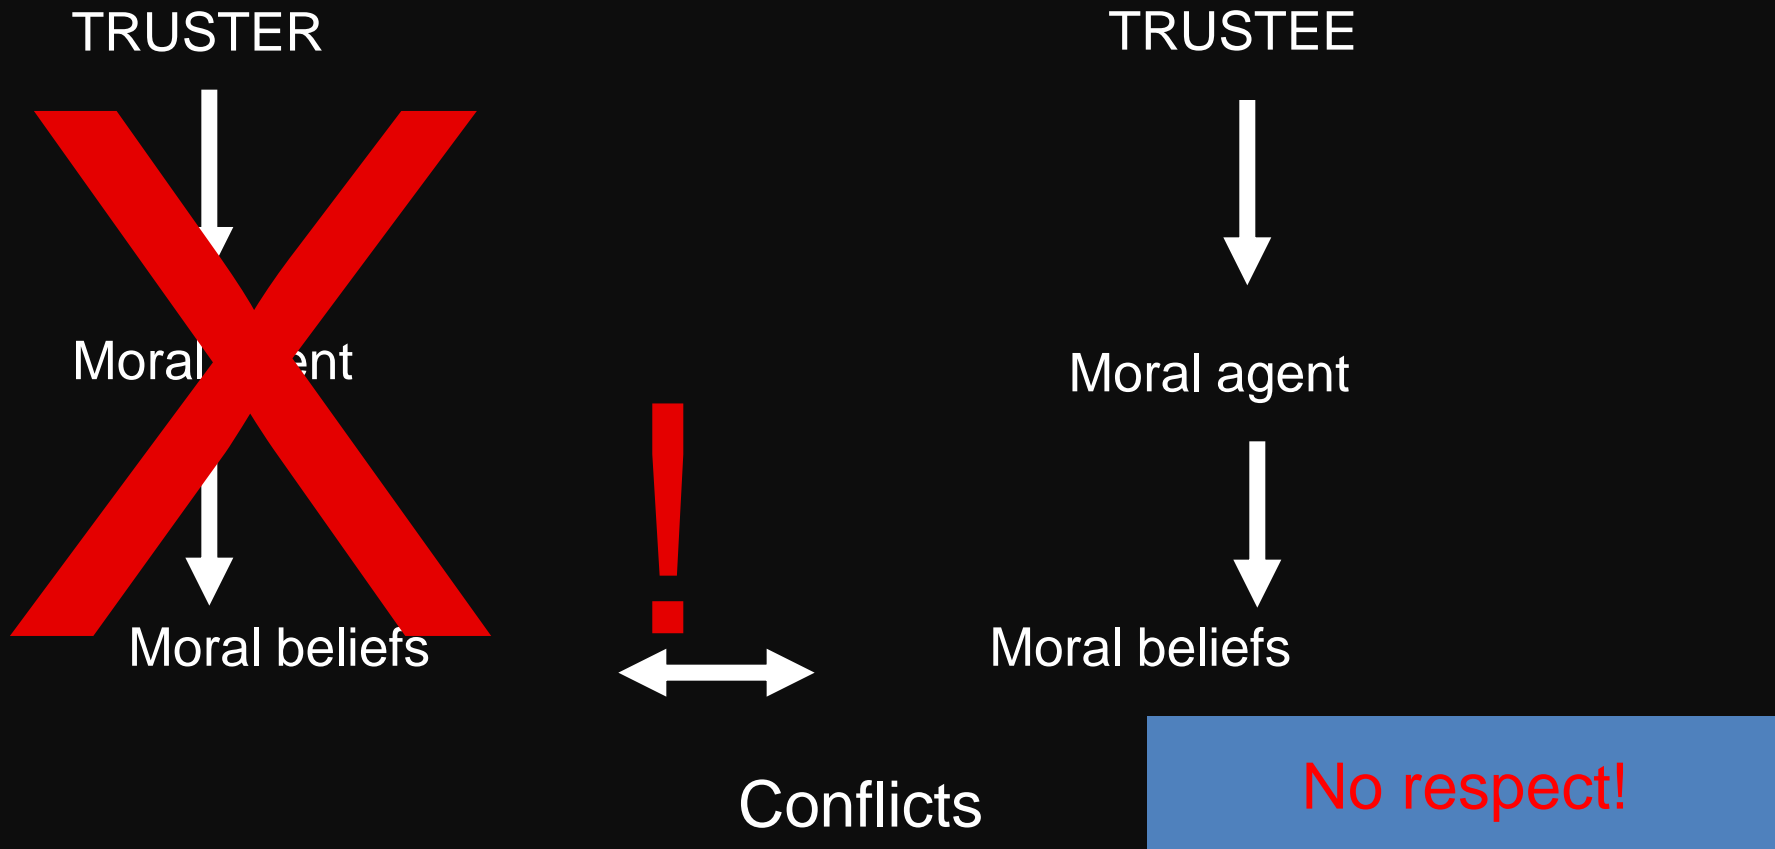 TRUSTER
TRUSTEE
Moral ent
Moral agent
!
Moral beliefs
Moral beliefs
Conflicts
No respect!